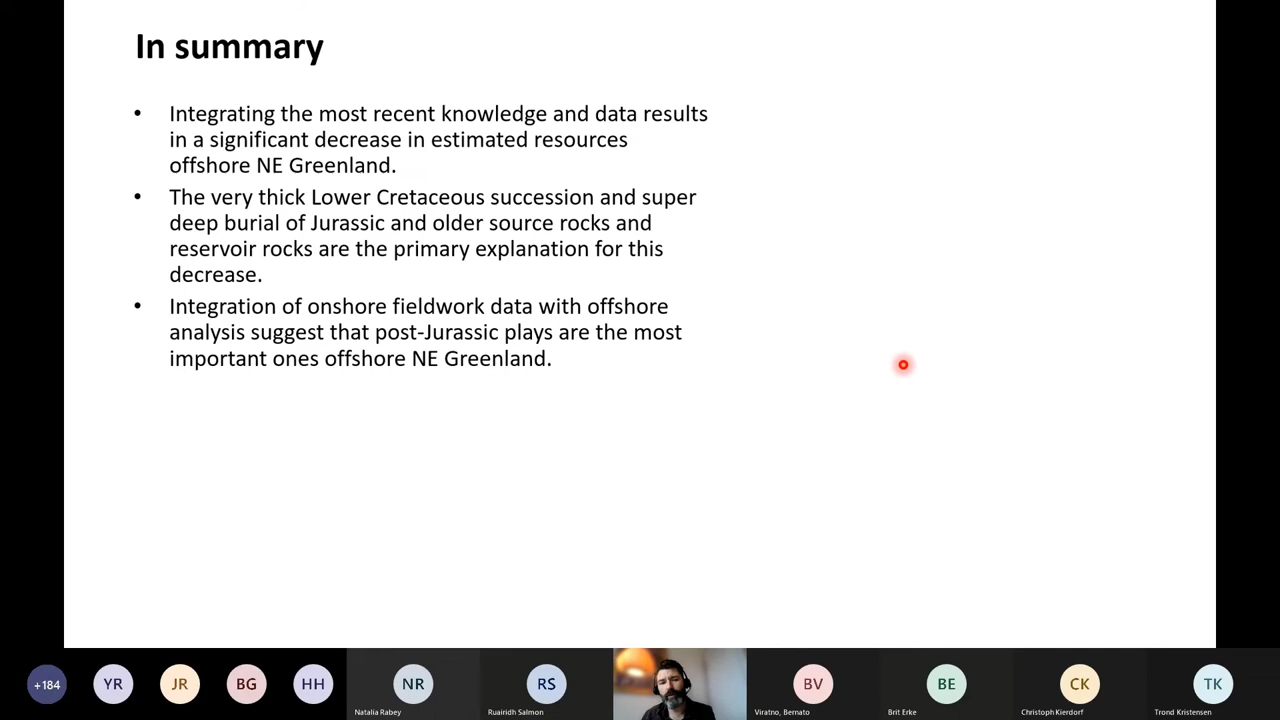 In summary
• Integrating the most recent knowledge and data results
in a significant decrease in estimated resources
offshore NE Greenland.
• The very thick Lower Cretaceous succession and super
deep burial of Jurassic and older source rocks and
reservoir rocks are the primary explanation for this
decrease.
• Integration of onshore fieldwork data with offshore
analysis suggest that post-Jurassic plays are the most
important ones offshore NE Greenland.
+184 YR JR BG HH NR RS BV BE CK TK
Natalia Rabey Ruairidh Salmon Viratno, Bernato Brit Erke Christoph Kierdorf Trond Kristensen